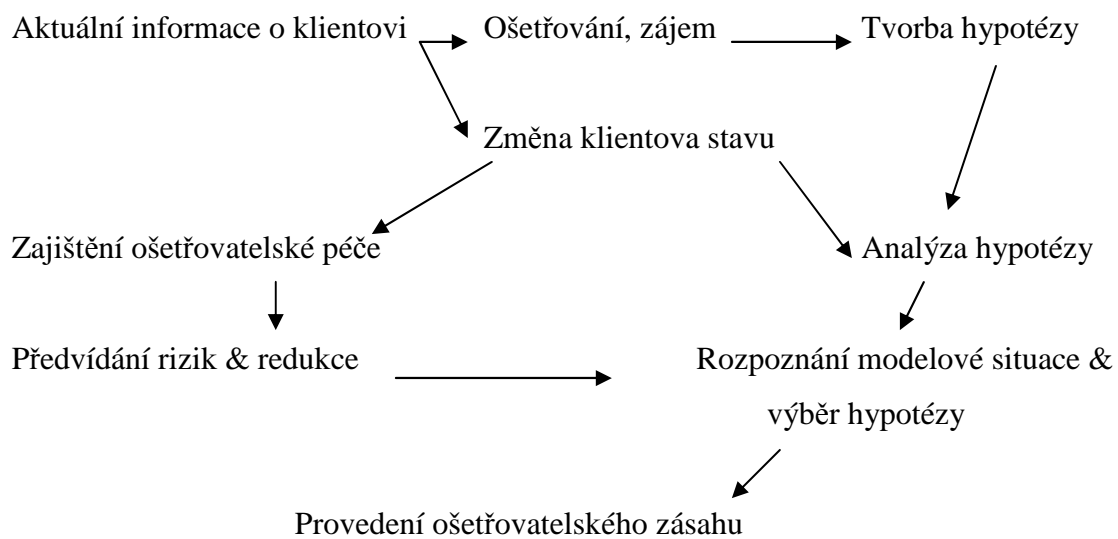 Aktuální informace o klientovi Ošetřování, zájem Tvorba hypotézy
Změna klientova stavu
Zajištění ošetřovatelské péče Analýza hypotézy
Předvídání rizik & redukce Rozpoznání modelové situace &
výběr hypotézy
Provedení ošetřovatelského zásahu